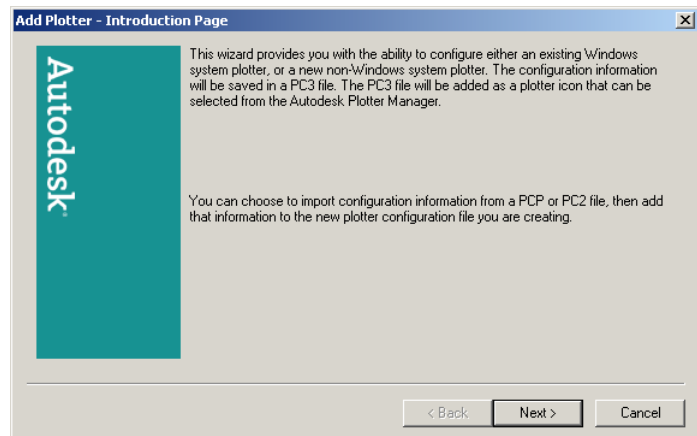 Add Plotter - Introduction Page
Autodesk
This wizard provides you with the ability to configure either an existing Windows
system plotter, or a new non-Windows system plotter. The configuration information
will be saved in a PC3 file. The PC3 file will be added as a plotter icon that can be
selected from the Autodesk Plotter Manager.
You can choose to import configuration information from a PCP or PC2 file, then add
that information to the new plotter configuration file you are creating.
< Back
Next >
Cancel